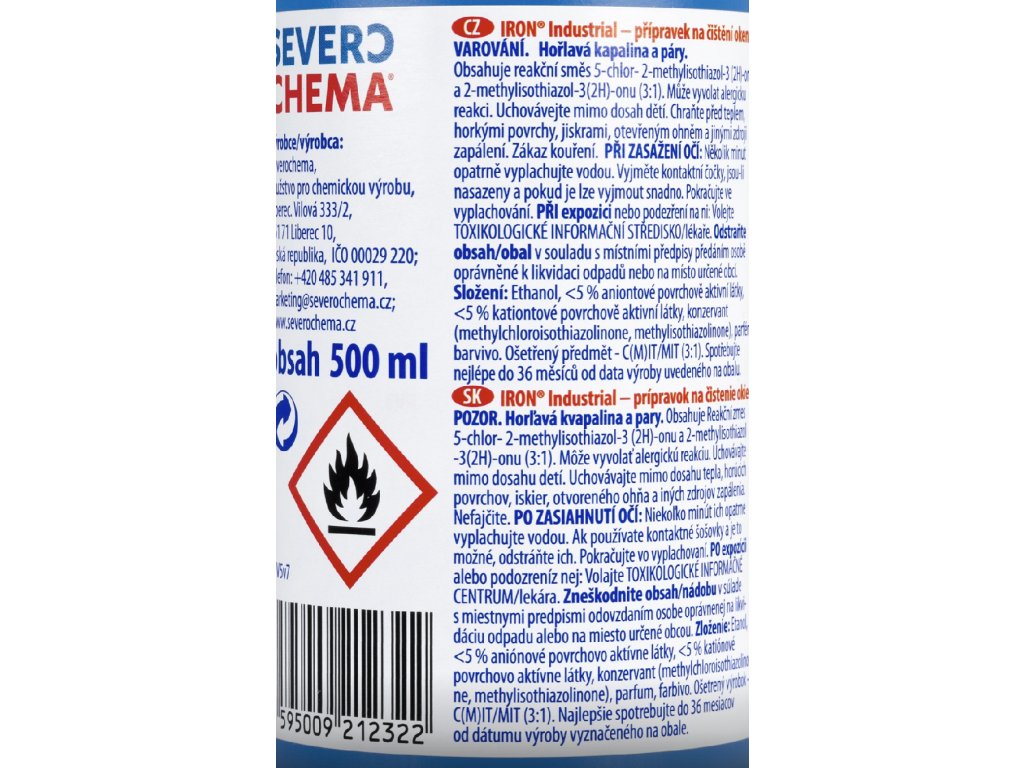 SEVERO
CHEMA®
robce/výrobca:
verochema,
užstvo pro chemickou výrobu,
berec. Vilová 333/2,
71 Liberec 10,
ská republika, IČO 00029 220;
lefon: +420 485 341 911,
arketing@severochema.cz;
ww.severochema.cz
obsah 500 ml
V5v7
595009 212322
CZ IRON® Industrial – přípravek na čištění oken
VAROVÁNÍ. Hořlavá kapalina a páry.
Obsahuje reakční směs 5-chlor- 2-methylisothiazol-3 (2H)-on
a 2-methylisothiazol-3(2H)-onu (3:1). Může vyvolat alergickou
reakci. Uchovávejte mimo dosah dětí. Chraňte před teplem,
horkými povrchy, jiskrami, otevřeným ohněm a jinými zdroji
zapálení. Zákaz kouření. PŘI ZASAŽENÍ OČÍ: Několik minut
opatrně vyplachujte vodou. Vyjměte kontaktní čočky, jsou-li
nasazeny a pokud je lze vyjmout snadno. Pokračujte ve
vyplachování. PŘI expozici nebo podezření na ni: Volejte
TOXIKOLOGICKÉ INFORMAČNÍ STŘEDISKO/lékaře. Odstraňte
obsah/obal v souladu s místními předpisy předáním osobě
oprávněné k likvidaci odpadů nebo na místo určené obcí.
Složení: Ethanol, <5 % aniontové povrchově aktivní látky,
<5 % kationtové povrchově aktivní látky, konzervant
(methylchloroisothiazolinone, methylisothiazolinone), parfém
barvivo. Ošetřený předmět - C(M)IT/MIT (3:1). Spotřebujte
nejlépe do 36 měsíců od data výroby uvedeného na obalu.
SK IRON® Industrial – prípravok na čistenie okie
POZOR. Horľavá kvapalina a pary. Obsahuje Reakčná zmes
5-chlor- 2-methylisothiazol-3 (2H)-onu a 2-methylisothiazol
-3(2H)-onu (3:1). Môže vyvolať alergickú reakciu. Uchovávajte
mimo dosahu detí. Uchovávajte mimo dosahu tepla, horúcich
povrchov, iskier, otvoreného ohňa a iných zdrojov zapálenia.
Nefajčite. PO ZASIAHNUTÍ OČÍ: Niekoľko minút ich opatrne
vyplachujte vodou. Ak používate kontaktné šošovky a je to
možné, odstráňte ich. Pokračujte vo vyplachovaní. PO expozícii
alebo podozrení z nej: Volajte TOXIKOLOGICKÉ INFORMAČNÉ
CENTRUM/lekára. Zneškodnite obsah/nádobu v súlade
s miestnymi predpismi odovzdaním osobe oprávnenej na likvi-
dáciu odpadu alebo na miesto určené obcou. Zloženie: Etanol,
<5 % aniónové povrchovo aktívne látky, <5 % katiónové
povrchovo aktívne látky, konzervant (methylchloroisothiazolino
ne, methylisothiazolinone), parfum, farbivo. Ošetrený výrobok -
C(M)IT/MIT (3:1). Najlepšie spotrebujte do 36 mesiacov
od dátumu výroby vyznačeného na obale.